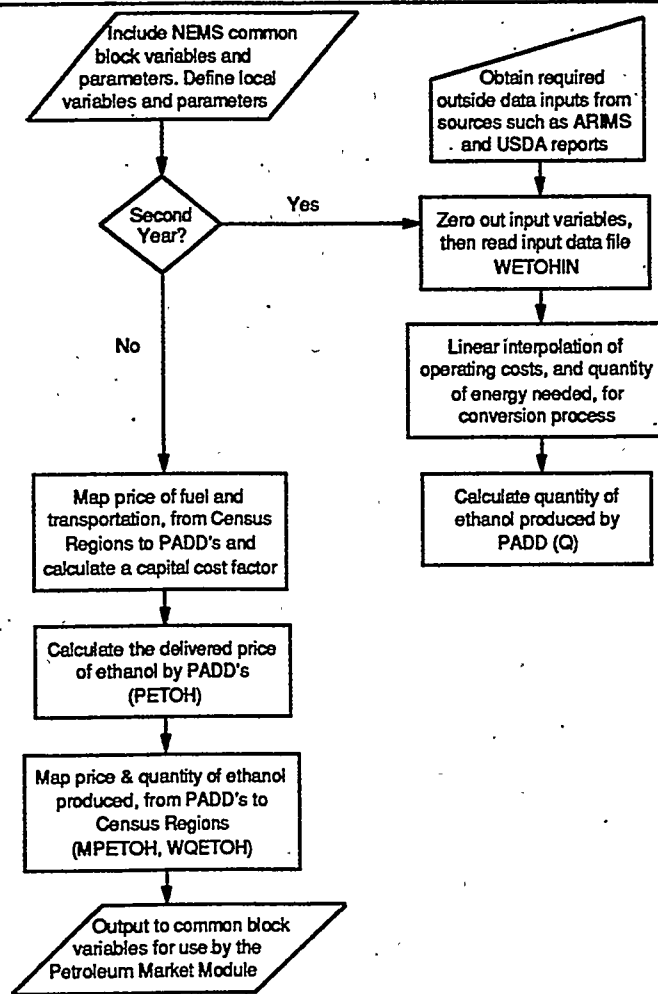 Include NEMS common
block variables and
parameters. Define local
variables and parameters
Obtain required
outside data inputs from
sources such as ARIMS
and USDA reports
Second
Year?
Yes
Zero out input variables,
then read input data file
WETOHIN
No
Linear interpolation of
operating costs, and quantity
of energy needed, for
conversion process
Map price of fuel and
transportation, from Census
Regions to PADD's and
calculate a capital cost factor
Calculate quantity of
ethanol produced by
PADD (Q)
Calculate the delivered price
of ethanol by PADD's
(PETOH)
Map price & quantity of ethanol
produced, from PADD's to
Census Regions
(MPETOH, WQETOH)
Output to common block
variables for use by the
Petroleum Market Module